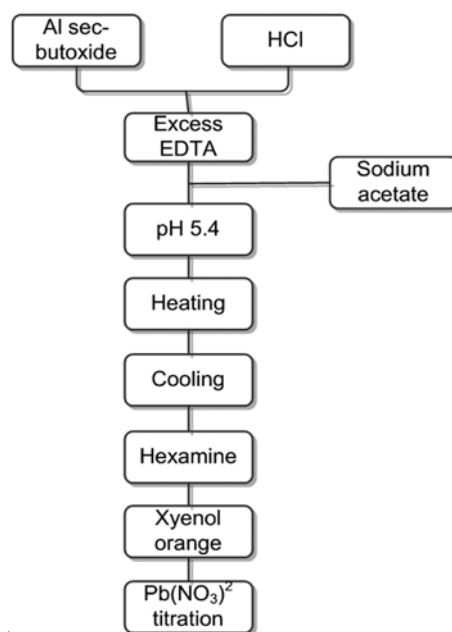 Al sec-
butoxide
HCl
Excess
EDTA
Sodium
acetate
pH 5.4
Heating
Cooling
Hexamine
Xyenol
orange
Pb(NO₃)²
titration